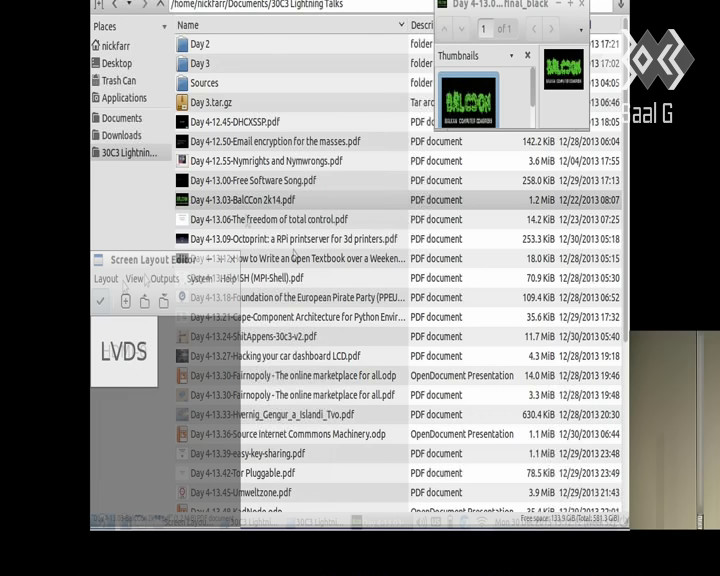 /home/nickfarr/Documents/30C3 Lightning Talks
Day 4-13.0...final_black
1 of 1
Places
Name
Descri
nickfarr
Desktop
Trash Can
Applications
Documents
Downloads
30C3 Lightnin...
Thumbnails
Day 2 folder 13 17:21
Day 3 folder 13 17:02
Sources folder 13 04:05
Day 3.tar.gz Tar arc 13 06:46
Day 4-12.45-DHCXSSP.pdf PDF do 13 18:05
Day 4-12.50-Email encryption for the masses.pdf PDF document 142.2 KiB 12/28/2013 06:04
Day 4-12.55-Nymrights and Nymwrongs.pdf PDF document 3.6 MiB 12/04/2013 17:55
Day 4-13.00-Free Software Song.pdf PDF document 258.0 KiB 12/29/2013 17:13
Day 4-13.03-BalCCon 2k14.pdf PDF document 1.2 MiB 12/22/2013 08:07
Day 4-13.06-The freedom of total control.pdf PDF document 14.2 KiB 12/23/2013 07:25
Day 4-13.09-Octoprint: a RPi printserver for 3d printers.pdf PDF document 253.3 KiB 12/30/2013 05:18
How to Write an Open Textbook over a Weeken... PDF document 18.0 MiB 12/28/2013 06:40
(MPI-Shell).pdf PDF document 70.9 KiB 12/28/2013 05:30
Day 4-13.18-Foundation of the European Pirate Party (PPEU... PDF document 109.4 KiB 12/28/2013 06:52
Day 4-13.21-Cape-Component Architecture for Python Envir... PDF document 35.6 KiB 12/29/2013 17:32
Day 4-13.24-ShitAppens-30c3-v2.pdf PDF document 11.7 MiB 12/30/2013 05:40
Day 4-13.27-Hacking your car dashboard LCD.pdf PDF document 4.3 MiB 12/28/2013 19:18
Day 4-13.30-Fairnopoly - The online marketplace for all.odp OpenDocument Presentation 14.0 MiB 12/28/2013 19:46
Day 4-13.30-Fairnopoly - The online marketplace for all.pdf PDF document 3.3 MiB 12/28/2013 19:48
Day 4-13.33-Hvernig_Gengur_a_Islandi_Tvo.pdf PDF document 630.4 KiB 12/28/2013 20:30
Day 4-13.36-Source Internet Commmons Machinery.odp OpenDocument Presentation 1.1 MiB 12/30/2013 06:44
Day 4-13.39-easy-key-sharing.pdf PDF document 1.1 MiB 12/29/2013 23:48
Day 4-13.42-Tor Pluggable.pdf PDF document 78.5 KiB 12/29/2013 23:49
Day 4-13.45-Umweltzone.pdf PDF document 3.9 MiB 12/29/2013 21:43
Screen Layout Editor
Layout View Outputs System Help
LVDS
Free space: 133.9 GB (Total: 581.3 GB)
aal G